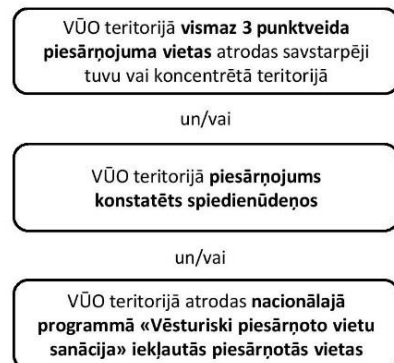 VŪO teritorijā vismaz 3 punktveida
piesārņojuma vietas atrodas savstarpēji
tuvu vai koncentrētā teritorijā
un/vai
VŪO teritorijā piesārņojums
konstatēts spiedienūdeņos
un/vai
VŪO teritorijā atrodas nacionālajā
programmā «Vēsturiski piesārņoto vietu
sanācija» iekļautās piesārņotās vietas